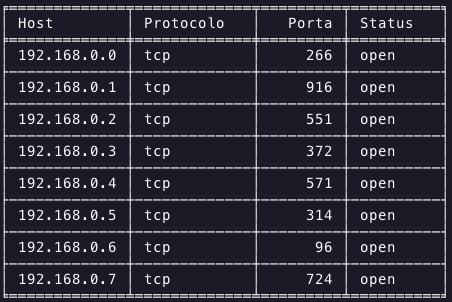 Host Protocolo Porta Status
192.168.0.0 tcp 266 open
192.168.0.1 tcp 916 open
192.168.0.2 tcp 551 open
192.168.0.3 tcp 372 open
192.168.0.4 tcp 571 open
192.168.0.5 tcp 314 open
192.168.0.6 tcp 96 open
192.168.0.7 tcp 724 open